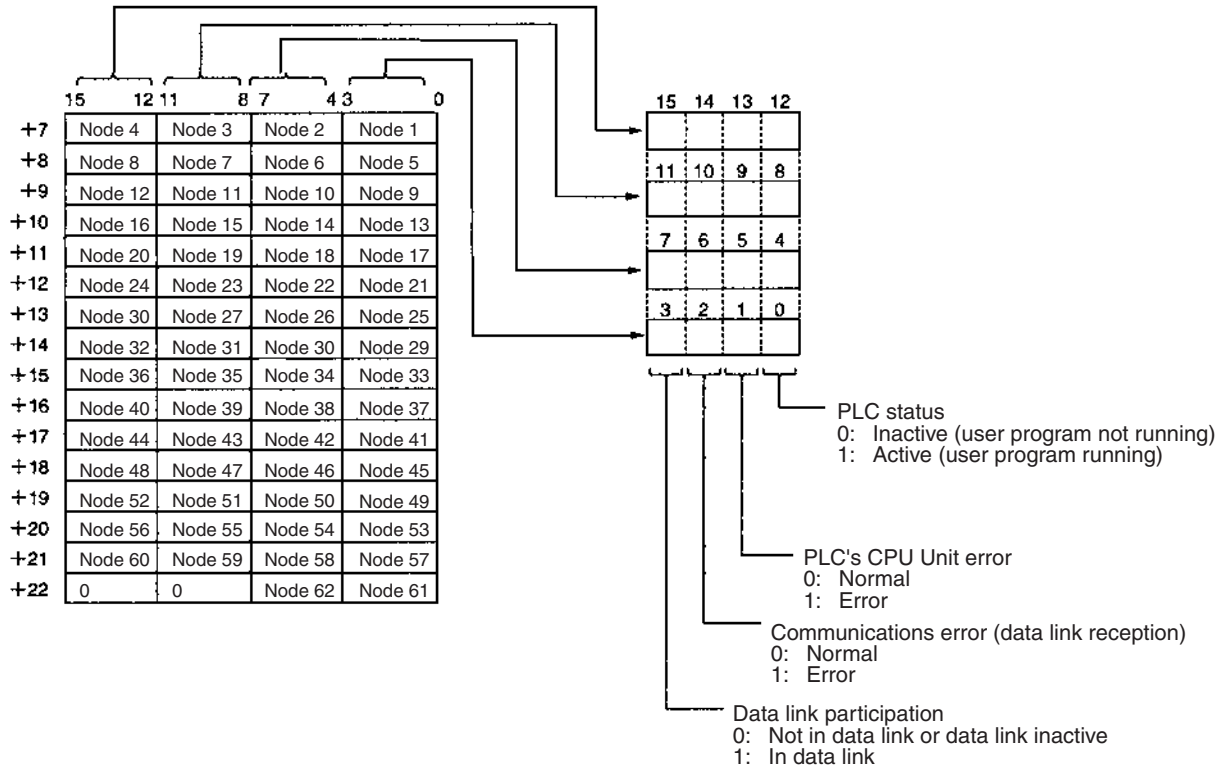 15 12 11 8 7 4 3 0
+7 Node 4 Node 3 Node 2 Node 1
+8 Node 8 Node 7 Node 6 Node 5
+9 Node 12 Node 11 Node 10 Node 9
+10 Node 16 Node 15 Node 14 Node 13
+11 Node 20 Node 19 Node 18 Node 17
+12 Node 24 Node 23 Node 22 Node 21
+13 Node 30 Node 27 Node 26 Node 25
+14 Node 32 Node 31 Node 30 Node 29
+15 Node 36 Node 35 Node 34 Node 33
+16 Node 40 Node 39 Node 38 Node 37
+17 Node 44 Node 43 Node 42 Node 41
+18 Node 48 Node 47 Node 46 Node 45
+19 Node 52 Node 51 Node 50 Node 49
+20 Node 56 Node 55 Node 54 Node 53
+21 Node 60 Node 59 Node 58 Node 57
+22 0 0 Node 62 Node 61
15 14 13 12
11 10 9 8
7 6 5 4
3 2 1 0
PLC status
0: Inactive (user program not running)
1: Active (user program running)
PLC's CPU Unit error
0: Normal
1: Error
Communications error (data link reception)
0: Normal
1: Error
Data link participation
0: Not in data link or data link inactive
1: In data link